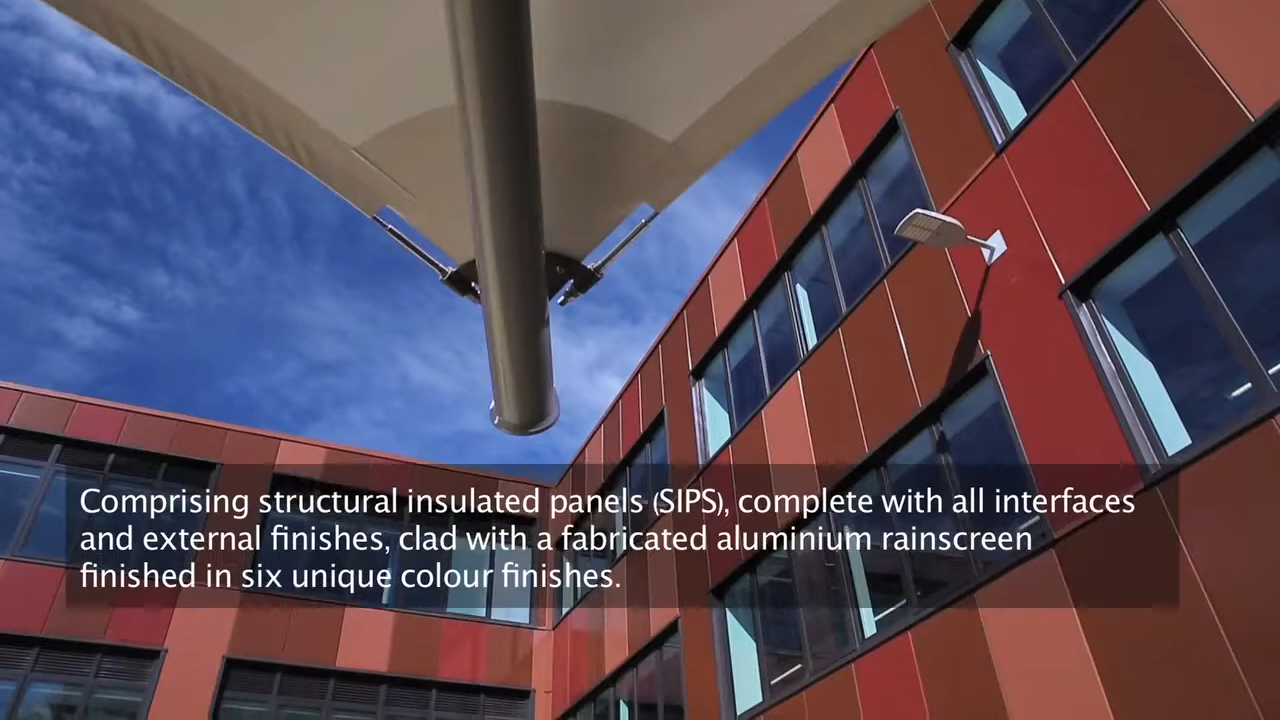 Comprising structural insulated panels (SIPS), complete with all interfaces
and external finishes, clad with a fabricated aluminium rainscreen
finished in six unique colour finishes.